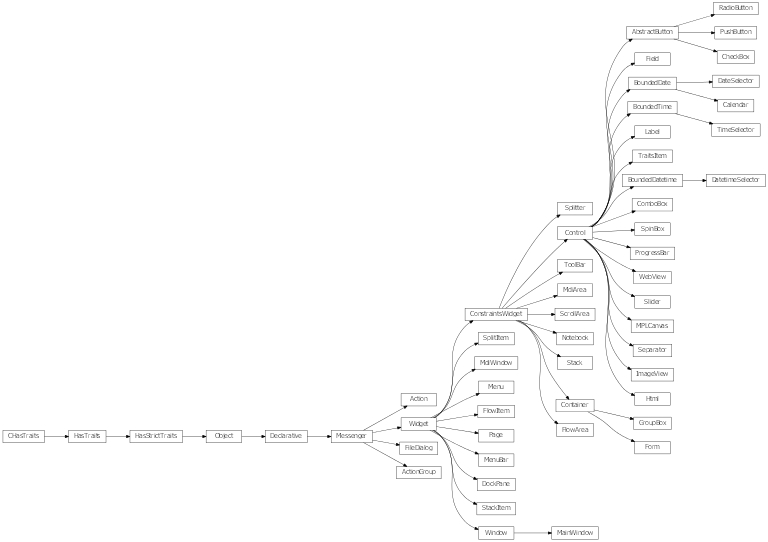 RadioButton
AbstractButton
PushButton
CheckBox
Field
BoundedDate
DateSelector
Calendar
BoundedTime
TimeSelector
Label
TraitsItem
BoundedDatetime
DatetimeSelector
ComboBox
Splitter
SpinBox
Control
ProgressBar
ToolBar
WebView
MdiArea
Slider
ConstraintsWidget
ScrollArea
MPLCanvas
SplitItem
Notebook
Separator
MdiWindow
Stack
ImageView
Menu
Action
Html
Container
FlowItem
GroupBox
Widget
FlowArea
CHasTraits
HasTraits
HasStrictTraits
Object
Declarative
Messenger
Page
FileDialog
Form
MenuBar
ActionGroup
DockPane
StackItem
Window
MainWindow